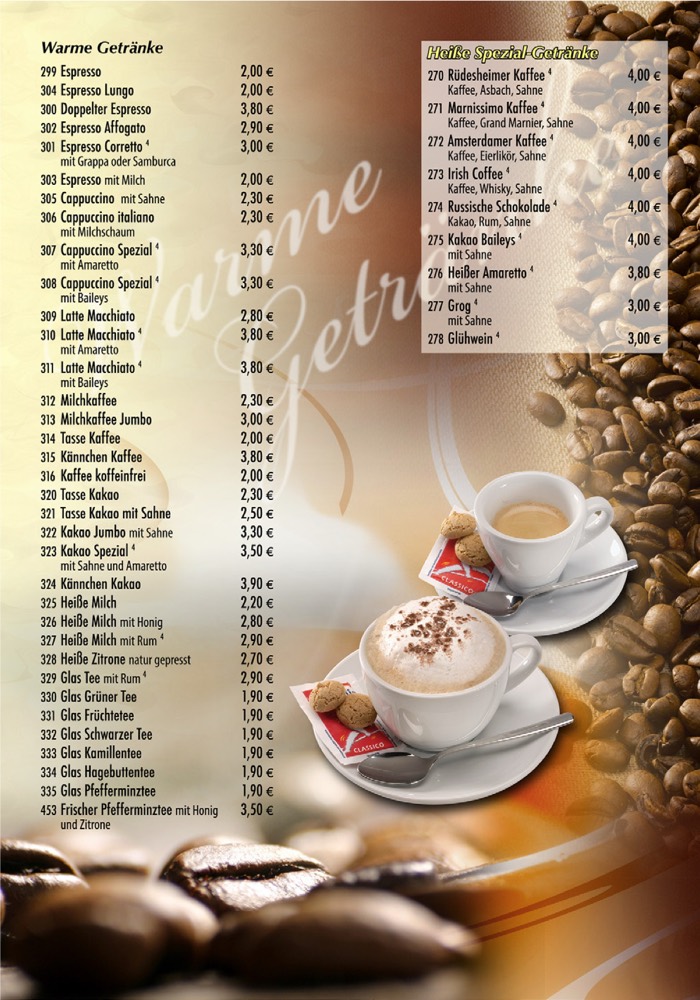 Warme Getränke
299 Espresso 2,00 €
304 Espresso Lungo 2,00 €
300 Doppelter Espresso 3,80 €
302 Espresso Affogato 2,90 €
301 Espresso Corretto 4 3,00 €
mit Grappa oder Samburca
303 Espresso mit Milch 2,00 €
305 Cappuccino mit Sahne 2,30 €
306 Cappuccino italiano 2,30 €
mit Milchschaum
307 Cappuccino Spezial 4 3,30 €
mit Amaretto
308 Cappuccino Spezial 4 3,30 €
mit Baileys
309 Latte Macchiato 2,80 €
310 Latte Macchiato 4 3,80 €
mit Amaretto
311 Latte Macchiato 4 3,80 €
mit Baileys
312 Milchkaffee 2,30 €
313 Milchkaffee Jumbo 3,00 €
314 Tasse Kaffee 2,00 €
315 Kännchen Kaffee 3,80 €
316 Kaffee koffeinfrei 2,00 €
320 Tasse Kakao 2,30 €
321 Tasse Kakao mit Sahne 2,50 €
322 Kakao Jumbo mit Sahne 3,30 €
323 Kakao Spezial 4 3,50 €
mit Sahne und Amaretto
324 Kännchen Kakao 3,90 €
325 Heiße Milch 2,20 €
326 Heiße Milch mit Honig 2,80 €
327 Heiße Milch mit Rum 4 2,90 €
328 Heiße Zitrone natur gepresst 2,70 €
329 Glas Tee mit Rum 4 2,90 €
330 Glas Grüner Tee 1,90 €
331 Glas Früchtetee 1,90 €
332 Glas Schwarzer Tee 1,90 €
333 Glas Kamillentee 1,90 €
334 Glas Hagebuttentee 1,90 €
335 Glas Pfefferminztee 1,90 €
453 Frischer Pfefferminztee mit Honig 3,50 €
und Zitrone
Heiße Spezial-Getränke
270 Rüdesheimer Kaffee 4 4,00 €
Kaffee, Asbach, Sahne
271 Marnissimo Kaffee 4 4,00 €
Kaffee, Grand Marnier, Sahne
272 Amsterdamer Kaffee 4 4,00 €
Kaffee, Eierlikör, Sahne
273 Irish Coffee 4 4,00 €
Kaffee, Whisky, Sahne
274 Russische Schokolade 4 4,00 €
Kakao, Rum, Sahne
275 Kakao Baileys 4 4,00 €
mit Sahne
276 Heißer Amaretto 4 3,80 €
mit Sahne
277 Grog 4 3,00 €
mit Sahne
278 Glühwein 4 3,00 €
Warme
Getränke
CLASSICO
CLASSICO